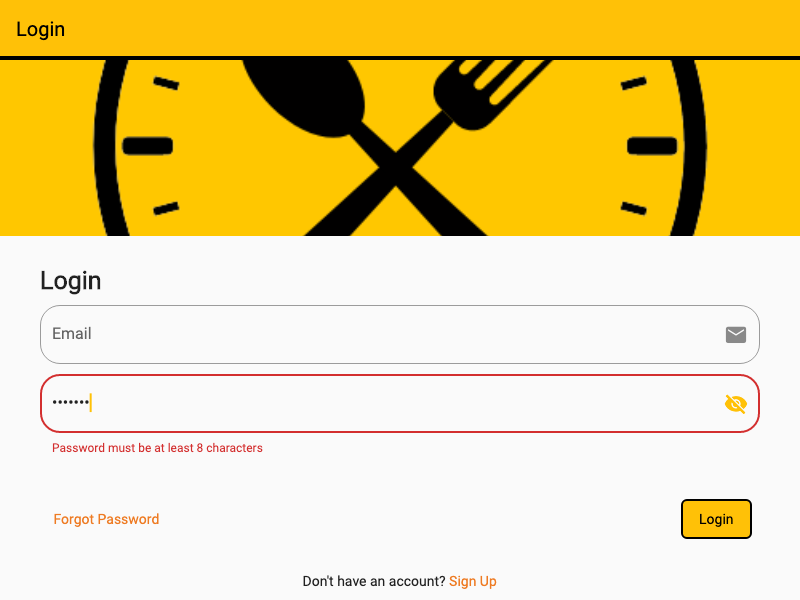 Login
Login
Email
•••••••
Password must be at least 8 characters
Forgot Password
Login
Don't have an account? Sign Up